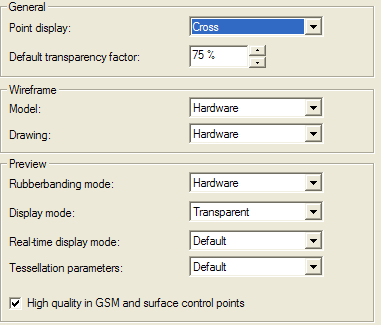 General
Point display: Cross
Default transparency factor: 75 %
Wireframe
Model: Hardware
Drawing: Hardware
Preview
Rubberbanding mode: Hardware
Display mode: Transparent
Real-time display mode: Default
Tessellation parameters: Default
High quality in GSM and surface control points